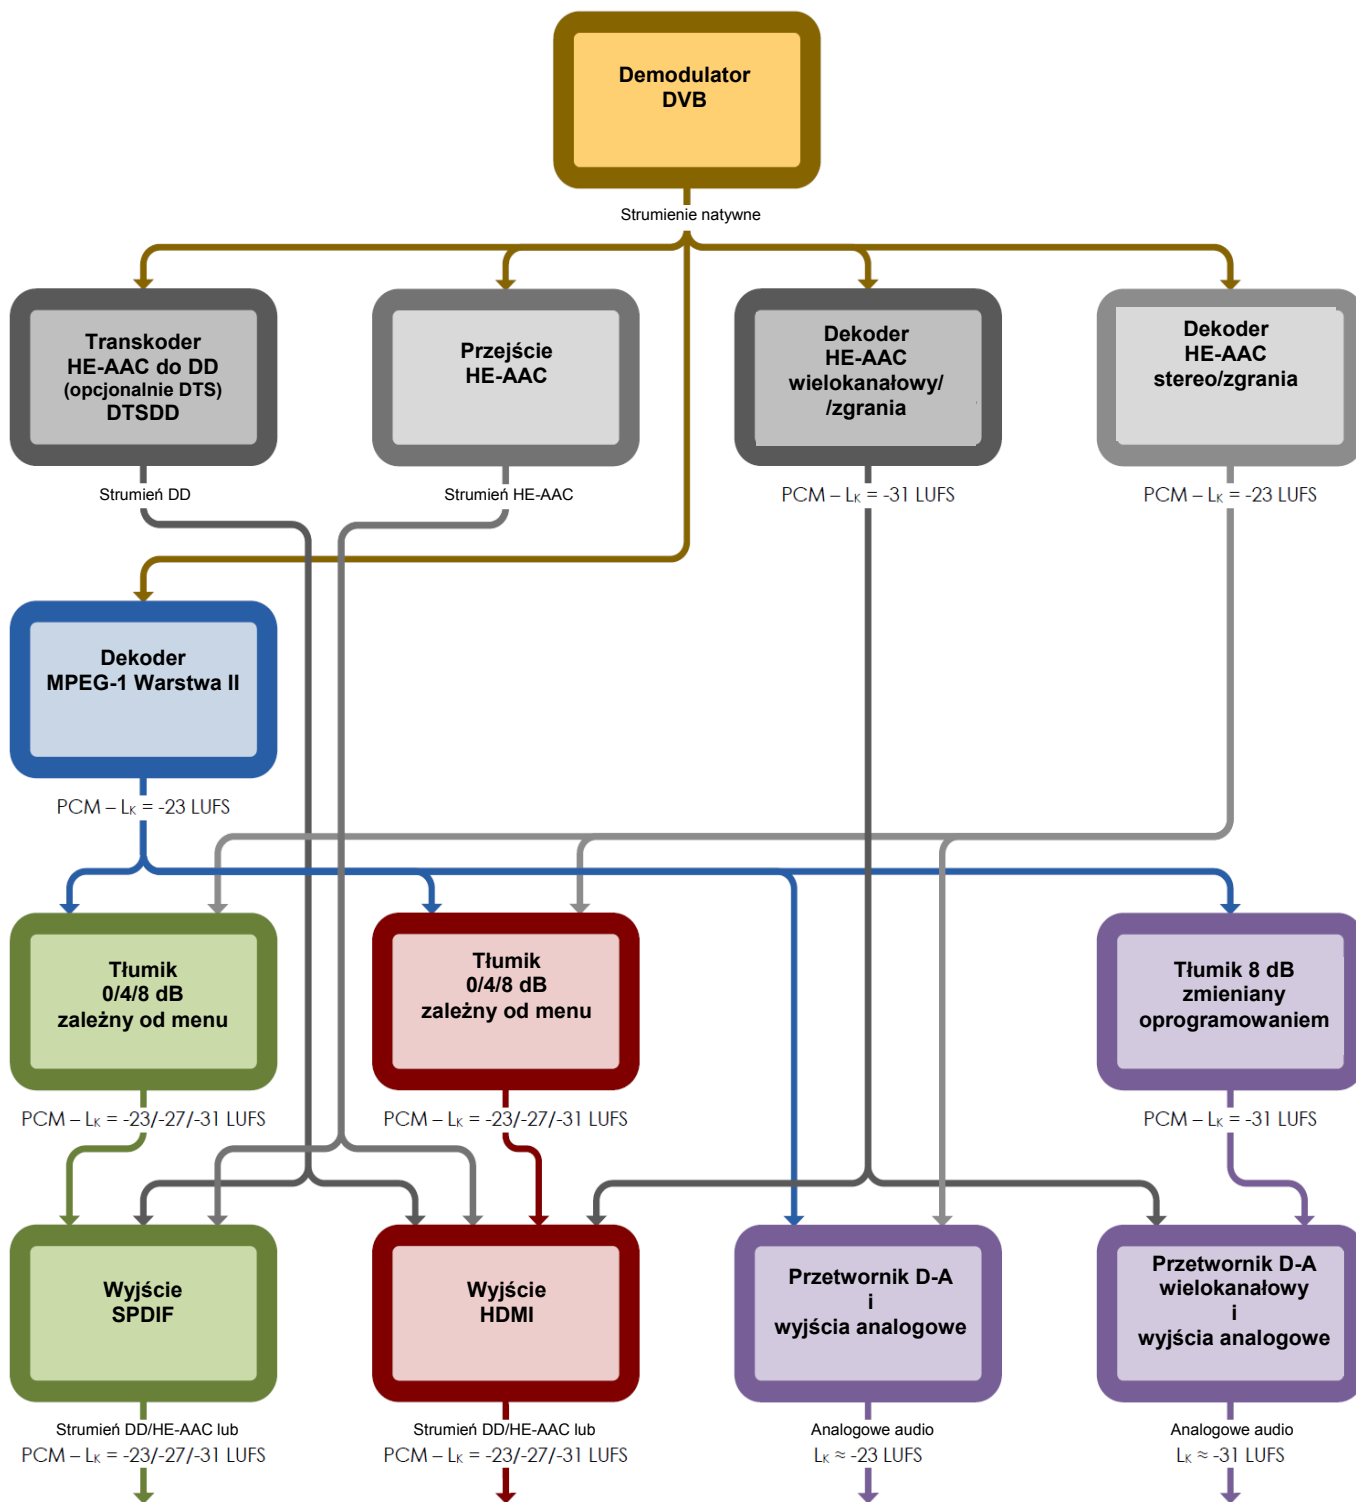 Demodulator
DVB
Strumienie natywne
Transkoder
HE-AAC do DD
(opcjonalnie DTS)
DTSDD
Przejście
HE-AAC
Dekoder
HE-AAC
wielokanałowy/
/zgrania
Dekoder
HE-AAC
stereo/zgrania
Strumień DD
Strumień HE-AAC
PCM – LK = -31 LUFS
PCM – LK = -23 LUFS
Dekoder
MPEG-1 Warstwa II
PCM – LK = -23 LUFS
Tłumik
0/4/8 dB
zależny od menu
Tłumik
0/4/8 dB
zależny od menu
Tłumik 8 dB
zmieniany
oprogramowaniem
PCM – LK = -23/-27/-31 LUFS
PCM – LK = -23/-27/-31 LUFS
PCM – LK = -31 LUFS
Wyjście
SPDIF
Wyjście
HDMI
Przetwornik D-A
i
wyjścia analogowe
Przetwornik D-A
wielokanałowy
i
wyjścia analogowe
Strumień DD/HE-AAC lub
PCM – LK = -23/-27/-31 LUFS
Strumień DD/HE-AAC lub
PCM – LK = -23/-27/-31 LUFS
Analogowe audio
LK ≈ -23 LUFS
Analogowe audio
LK ≈ -31 LUFS